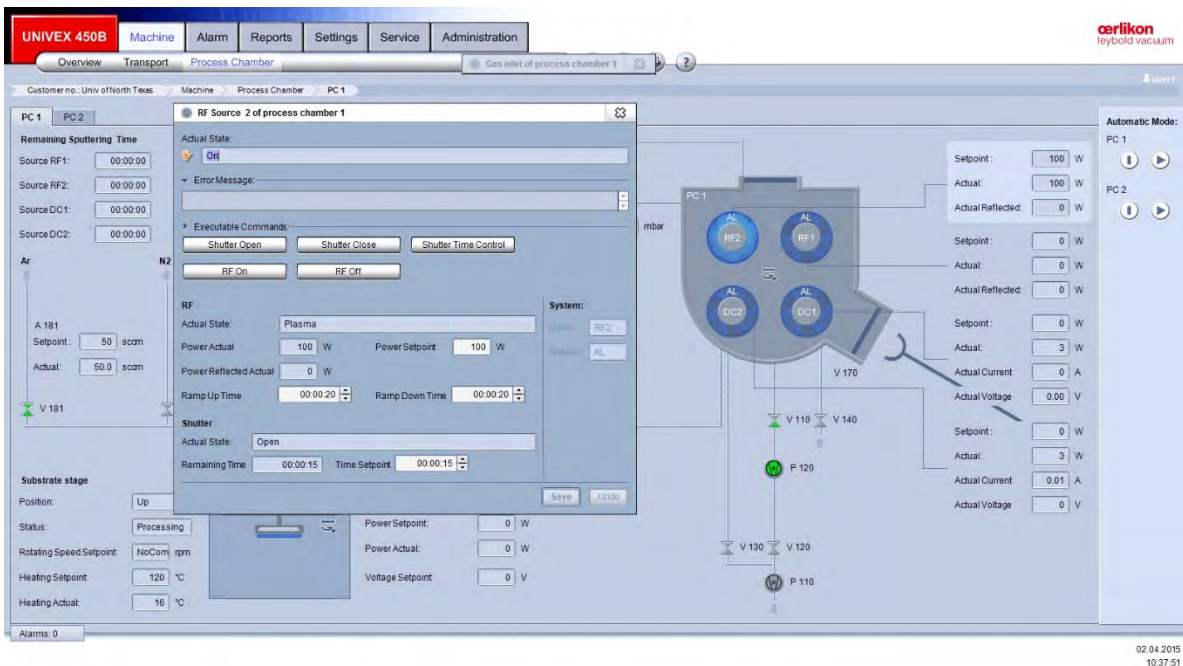 UNIVEX 450B Machine Alarm Reports Settings Service Administration
œrlikon
leybold vacuum
Overview Transport Process Chamber
Gas inlet of process chamber 1
?
Customer no.: Univ of North Texas Machine Process Chamber PC 1
PC 1 PC 2
Remaining Sputtering Time
Source RF1: 00:00:00
Source RF2: 00:00:00
Source DC1: 00:00:00
Source DC2: 00:00:00
Ar N2
A 181
Setpoint: 50 sccm
Actual: 50.0 sccm
V 181
Substrate stage
Position: Up
Status: Processing
Rotating Speed Setpoint: NoCom rpm
Heating Setpoint 120 °C
Heating Actual: 16 °C
Alarms: 0
RF Source 2 of process chamber 1
Actual State:
On
Error Message:
Executable Commands:
Shutter Open Shutter Close Shutter Time Control
RF On RF Off
RF
Actual State: Plasma
Power Actual 100 W Power Setpoint 100 W
Power Reflected Actual 0 W
Ramp Up Time 00:00:20 Ramp Down Time 00:00:20
Shutter
Actual State: Open
Remaining Time 00:00:15 Time Setpoint 00:00:15
System:
RF2
AL
Save Undo
Power Setpoint: 0 W
Power Actual: 0 W
Voltage Setpoint: 0 V
mbar
PC 1
AL
RF2
AL
RF1
AL
DC2
AL
DC1
V 170
V 110 V 140
P 120
V 130 V 120
P 110
Setpoint: 100 W
Actual: 100 W
Actual Reflected: 0 W
Setpoint: 0 W
Actual: 0 W
Actual Reflected: 0 W
Setpoint: 0 W
Actual: 3 W
Actual Current 0 A
Actual Voltage 0.00 V
Setpoint: 0 W
Actual: 3 W
Actual Current 0.01 A
Actual Voltage 0 V
Automatic Mode:
PC 1
PC 2
02.04.2015
10:37:51